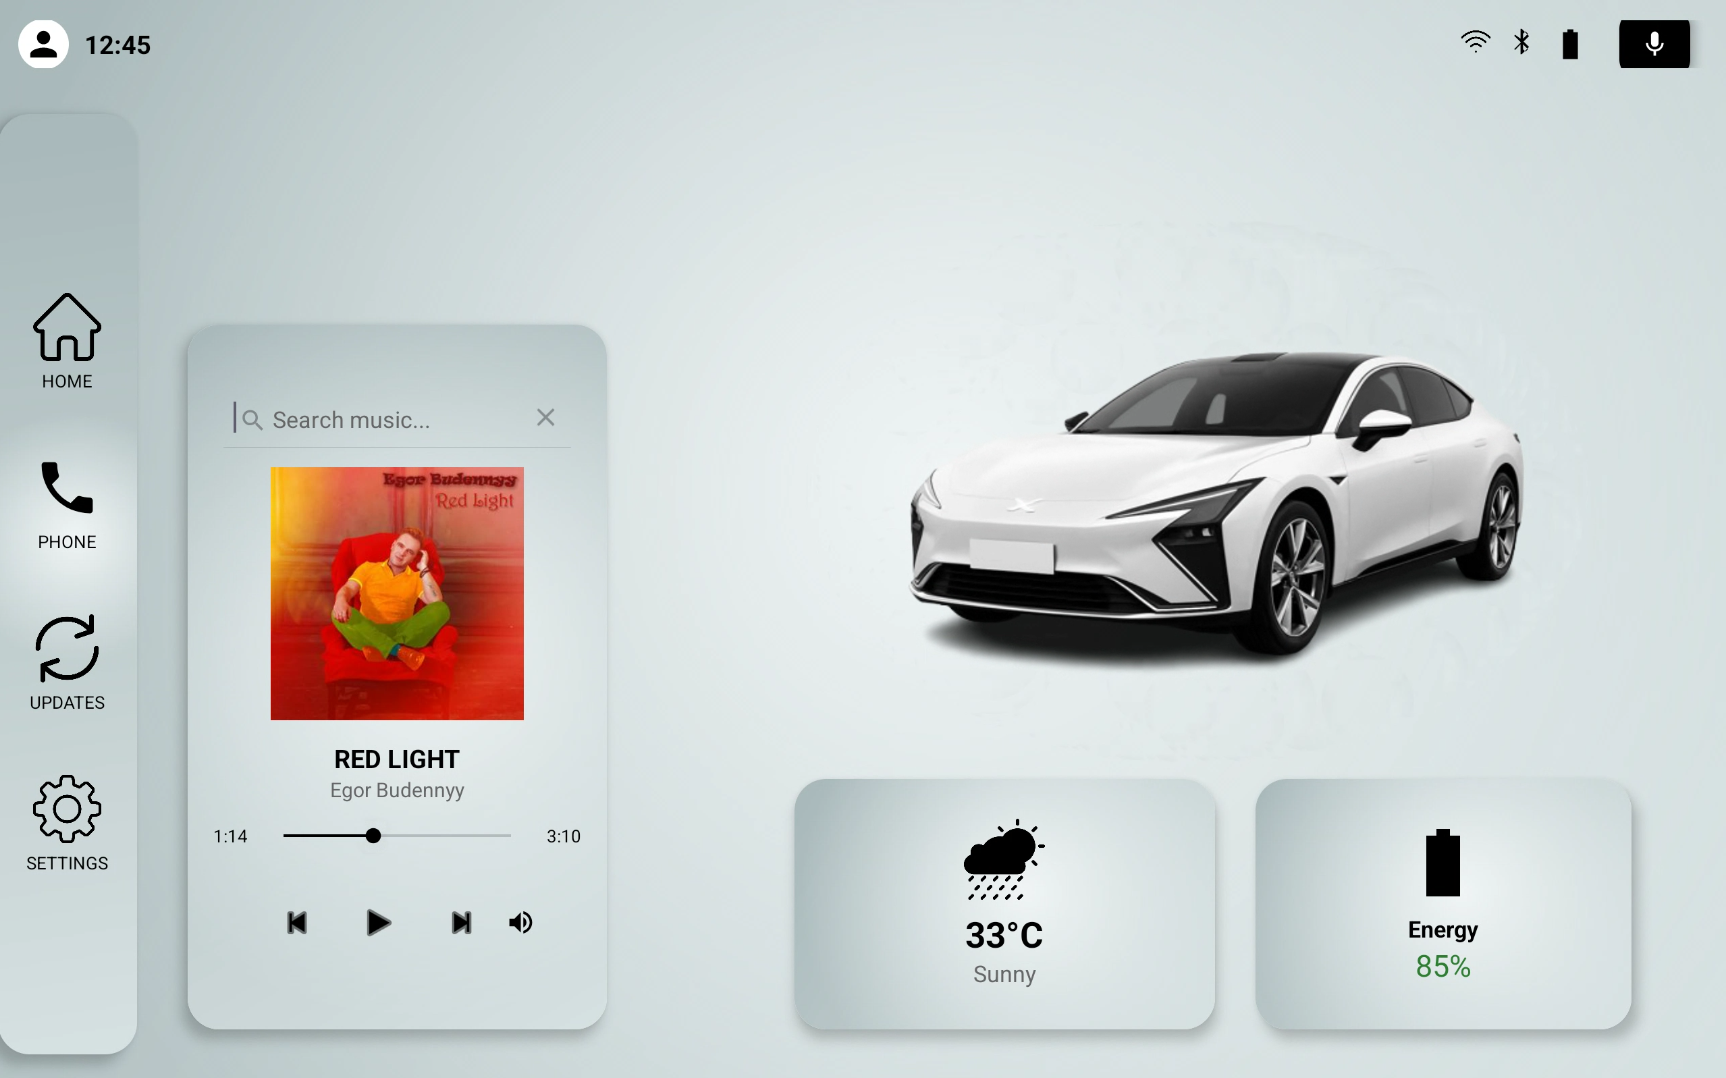 12:45
HOME
PHONE
UPDATES
SETTINGS
Search music...
Egor Budennyy
Red Light
RED LIGHT
Egor Budennyy
1:14
3:10
33°C
Sunny
Energy
85%